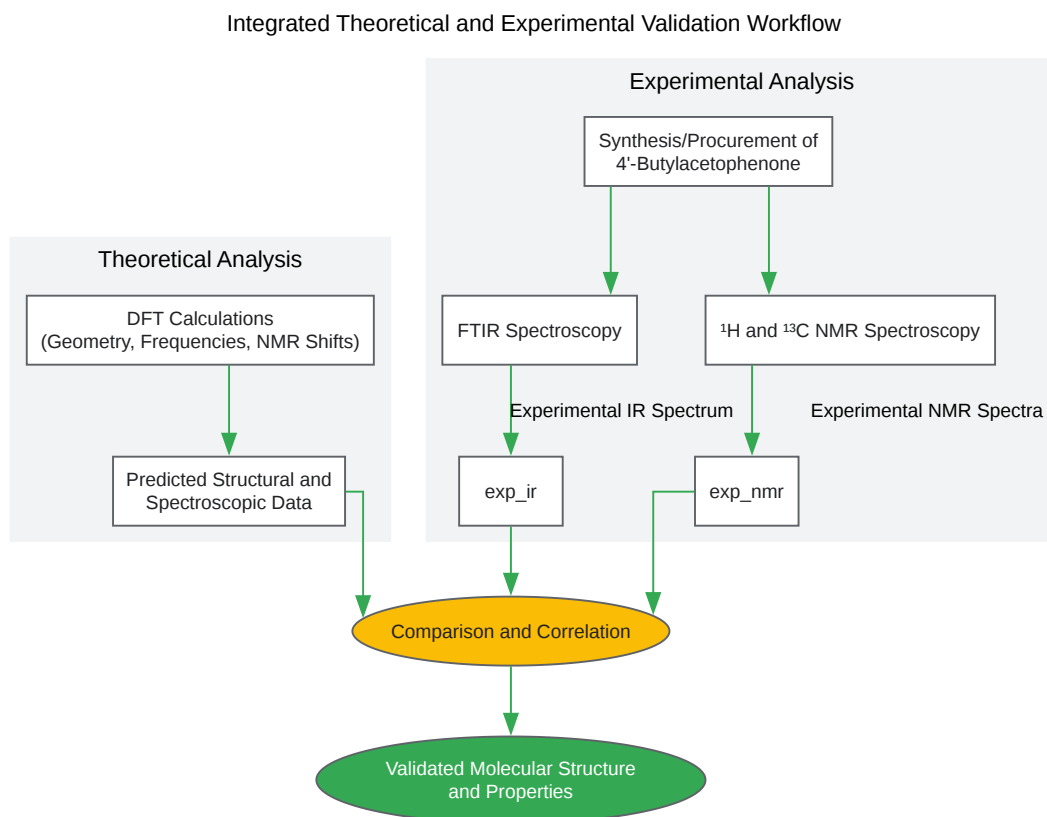 Integrated Theoretical and Experimental Validation Workflow
Experimental Analysis
Synthesis/Procurement of
4'-Butylacetophenone
Theoretical Analysis
DFT Calculations
(Geometry, Frequencies, NMR Shifts)
FTIR Spectroscopy
¹H and ¹³C NMR Spectroscopy
Experimental IR Spectrum
Experimental NMR Spectra
Predicted Structural and
Spectroscopic Data
exp_ir
exp_nmr
Comparison and Correlation
Validated Molecular Structure
and Properties